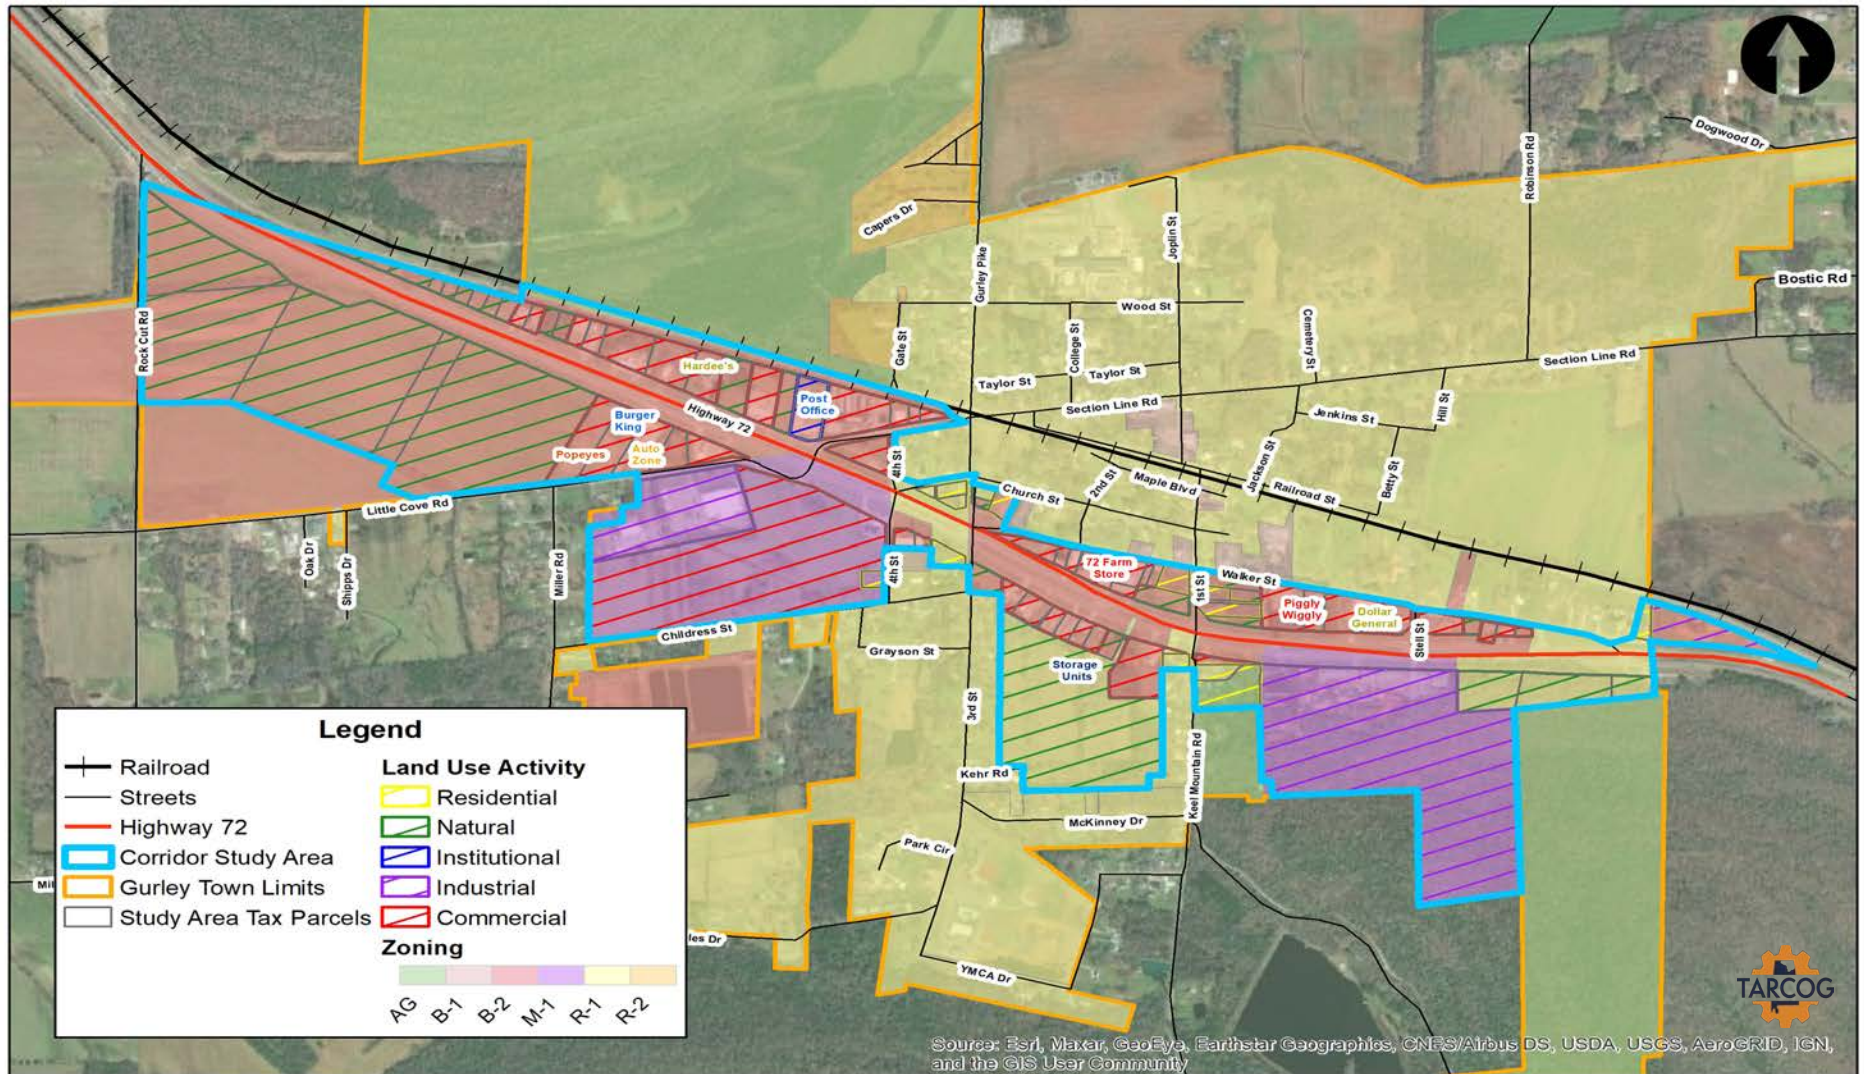 Dogwood Dr
Robinson Rd
Capers Dr
Joplin St
Gurley Pike
Bostic Rd
Rock Cut Rd
Wood St
Gate St
College St
Cemetery St
Section Line Rd
Hardee's
Taylor St
Taylor St
Post
Office
Section Line Rd
Jenkins St
Hill St
Highway 72
Burger
King
Popeyes
Auto
Zone
4th St
Jackson St
Betty St
2nd St
Maple Blvd
Railroad St
Church St
Little Cove Rd
Oak Dr
Shipps Dr
Miller Rd
4th St
72 Farm
Store
1st St
Walker St
Piggly
Wiggly
Dollar
General
Stell St
Childress St
Grayson St
Storage
Units
3rd St
Keel Mountain Rd
Kehr Rd
McKinney Dr
Park Cir
Mil
les Dr
YMCA Dr
Legend
Railroad
Streets
Highway 72
Corridor Study Area
Gurley Town Limits
Study Area Tax Parcels
Land Use Activity
Residential
Natural
Institutional
Industrial
Commercial
Zoning
AG
B-1
B-2
M-1
R-1
R-2
TARCOG
Source: Esri, Maxar, GeoEye, Earthstar Geographics, CNES/Airbus DS, USDA, USGS, AeroGRID, IGN,
and the GIS User Community